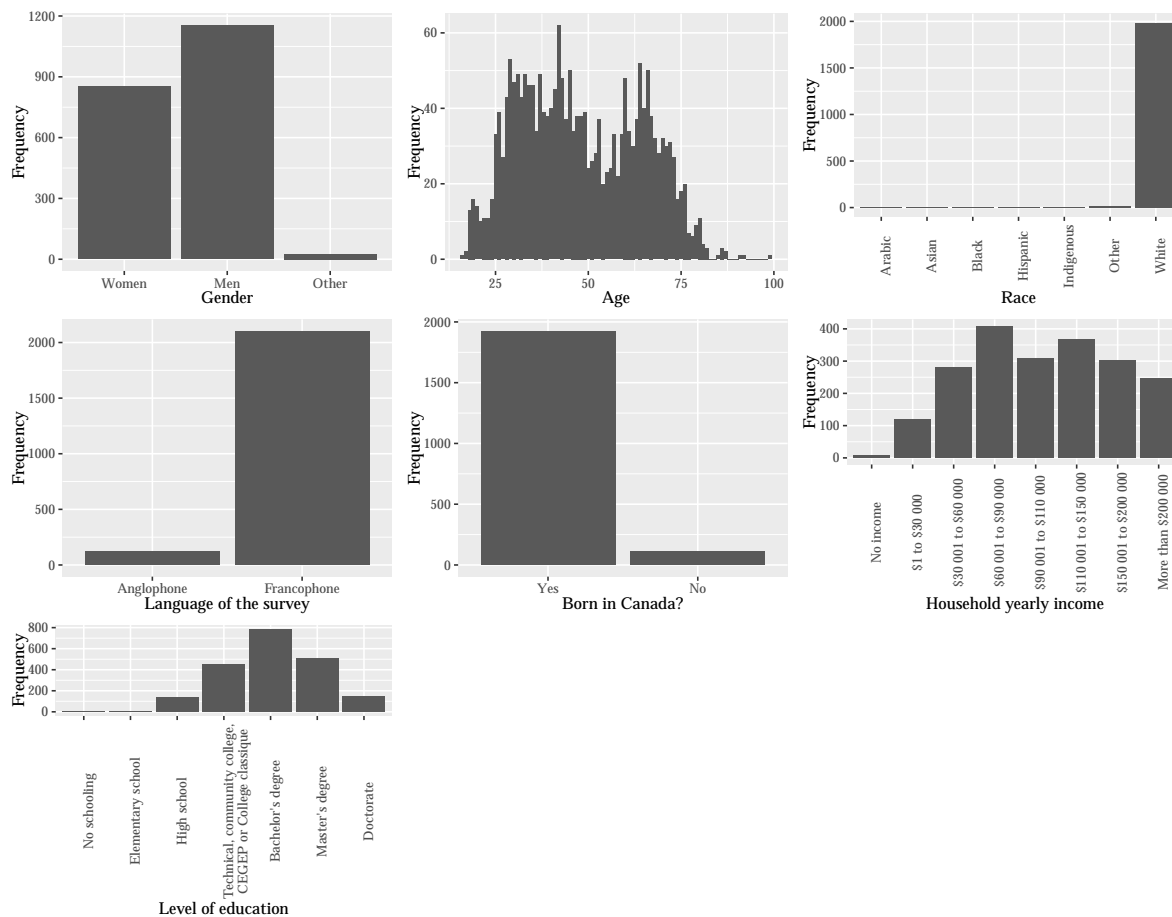 Frequency
1200
900
600
300
0
Women
Men
Other
Gender
Frequency
60
40
20
0
25
50
75
100
Age
Frequency
2000
1500
1000
500
0
Arabic
Asian
Black
Hispanic
Indigenous
Other
White
Race
Frequency
2000
1500
1000
500
0
Anglophone
Francophone
Language of the survey
Frequency
2000
1500
1000
500
0
Yes
No
Born in Canada?
Frequency
400
300
200
100
0
No income
$1 to $30 000
$30 001 to $60 000
$60 001 to $90 000
$90 001 to $110 000
$110 001 to $150 000
$150 001 to $200 000
More than $200 000
Household yearly income
Frequency
800
600
400
200
0
No schooling
Elementary school
High school
Technical, community college,
CEGEP or College classique
Bachelor's degree
Master's degree
Doctorate
Level of education